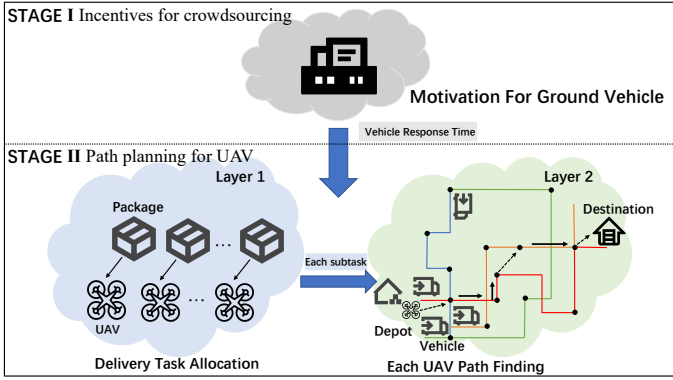 STAGE I Incentives for crowdsourcing
Motivation For Ground Vehicle
Vehicle Response Time
STAGE II Path planning for UAV
Layer 1
Package
...
...
UAV
Delivery Task Allocation
Each subtask
Layer 2
Destination
Depot
Vehicle
Each UAV Path Finding